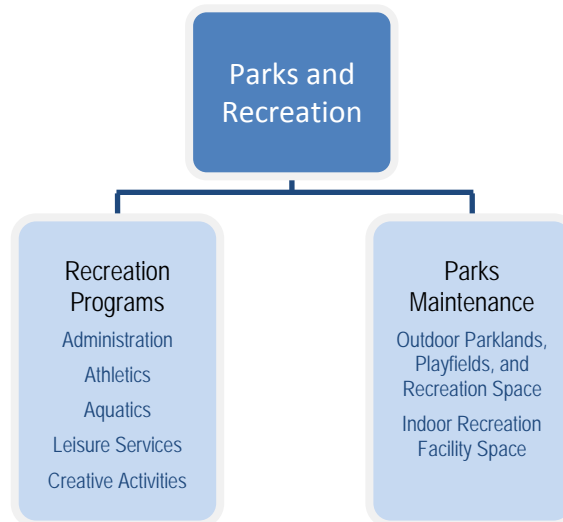 Parks and
Recreation
Recreation
Programs
Administration
Athletics
Aquatics
Leisure Services
Creative Activities
Parks
Maintenance
Outdoor Parklands,
Playfields, and
Recreation Space
Indoor Recreation
Facility Space